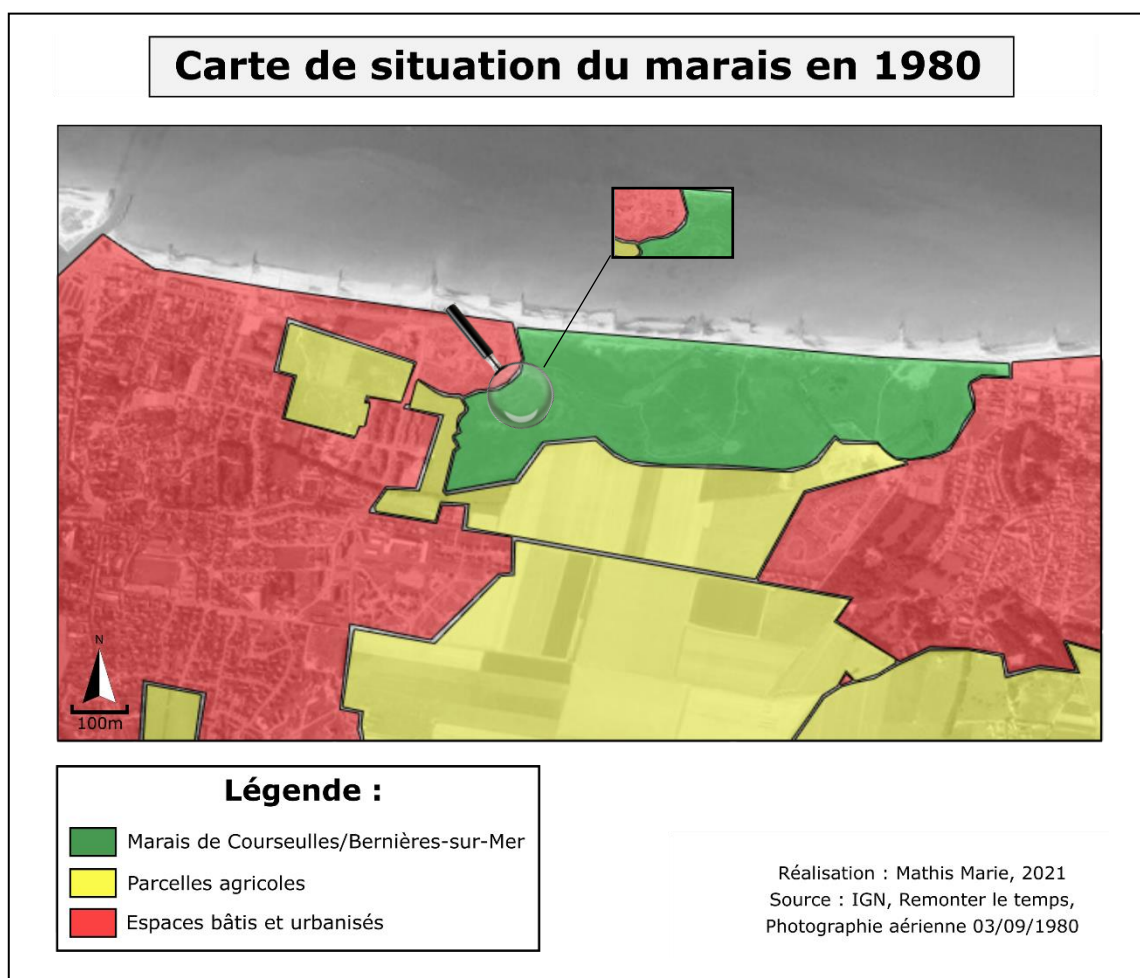 Carte de situation du marais en 1980
N
100m
Légende :
Marais de Courseulles/Bernières-sur-Mer
Parcelles agricoles
Espaces bâtis et urbanisés
Réalisation : Mathis Marie, 2021
Source : IGN, Remonter le temps,
Photographie aérienne 03/09/1980